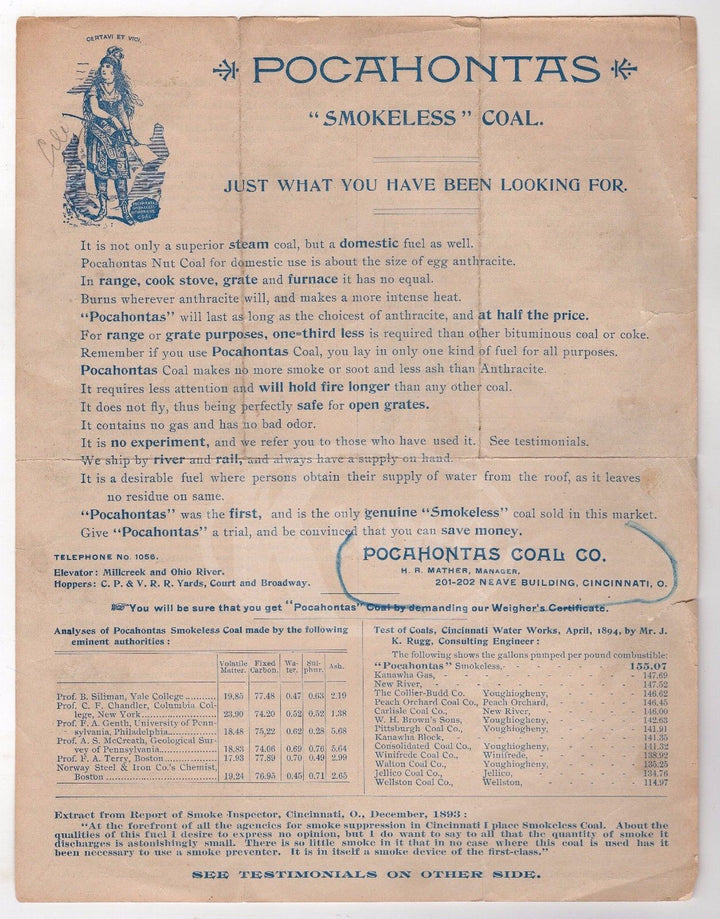 CERTAVI ET VICI.
POCAHONTAS
"SMOKELESS" COAL.
JUST WHAT YOU HAVE BEEN LOOKING FOR.
It is not only a superior steam coal, but a domestic fuel as well.
Pocahontas Nut Coal for domestic use is about the size of egg anthracite.
In range, cook stove, grate and furnace it has no equal.
Burns wherever anthracite will, and makes a more intense heat.
"Pocahontas" will last as long as the choicest of anthracite, and at half the price.
For range or grate purposes, one-third less is required than other bituminous coal or coke.
Remember if you use Pocahontas Coal, you lay in only one kind of fuel for all purposes.
Pocahontas Coal makes no more smoke or soot and less ash than Anthracite.
It requires less attention and will hold fire longer than any other coal.
It does not fly, thus being perfectly safe for open grates.
It contains no gas and has no bad odor.
It is no experiment, and we refer you to those who have used it. See testimonials.
We ship by river and rail, and always have a supply on hand.
It is a desirable fuel where persons obtain their supply of water from the roof, as it leaves
no residue on same.
"Pocahontas" was the first, and is the only genuine "Smokeless" coal sold in this market.
Give "Pocahontas" a trial, and be convinced that you can save money.
TELEPHONE No. 1056.
Elevator: Millcreek and Ohio River.
Hoppers: C. P. & V. R. R. Yards, Court and Broadway.
POCAHONTAS COAL CO.
H. R. MATHER, MANAGER,
201-202 NEAVE BUILDING, CINCINNATI, O.
☞You will be sure that you get "Pocahontas" Coal by demanding our Weigher's Certificate.
Analyses of Pocahontas Smokeless Coal made by the following
eminent authorities:
Volatile Matter. Fixed Carbon. Wa-ter. Sul-phur. Ash.
Prof. B. Siliman, Yale College 19.85 77.48 0.47 0.63 2.19
Prof. C. F. Chandler, Columbia Col-
lege, New York 23.90 74.20 0.52 0.52 1.38
Prof. F. A. Genth, University of Penn-
sylvania, Philadelphia 18.48 75,22 0.62 0.28 5.68
Prof. A. S. McCreath, Geological Sur-
vey of Pennsylvania 18.83 74.06 0.69 0.76 5.64
Prof. F. A. Terry, Boston 17.93 77.89 0.70 0.49 2.99
Norway Steel & Iron Co.'s Chemist,
Boston 19.24 76.95 0.45 0.71 2.65
Test of Coals, Cincinnati Water Works, April, 1894, by Mr. J.
K. Rugg, Consulting Engineer:
The following shows the gallons pumped per pound combustible:
"Pocahontas" Smokeless, 155.07
Kanawha Gas, 147.69
New River, 147.52
The Collier-Budd Co. Youghiogheny, 146.62
Peach Orchard Coal Co., Peach Orchard, 146.45
Carlisle Coal Co., New River, 146.00
W. H. Brown's Sons, Youghiogheny, 142.63
Pittsburgh Coal Co., Youghiogheny, 141.91
Kanawha Block, 141.35
Consolidated Coal Co., Youghiogheny, 141.32
Winifrede Coal Co., Winifrede, 138.92
Walton Coal Co., Youghiogheny, 135.25
Jellico Coal Co., Jellico, 134.76
Wellston Coal Co., Wellston, 114.97
Extract from Report of Smoke Inspector, Cincinnati, O., December, 1893:
"At the forefront of all the agencies for smoke suppression in Cincinnati I place Smokeless Coal. About the
qualities of this fuel I desire to express no opinion, but I do want to say to all that the quantity of smoke it
discharges is astonishingly small. There is so little smoke in it that in no case where this coal is used has it
been necessary to use a smoke preventer. It is in itself a smoke device of the first-class."
SEE TESTIMONIALS ON OTHER SIDE.